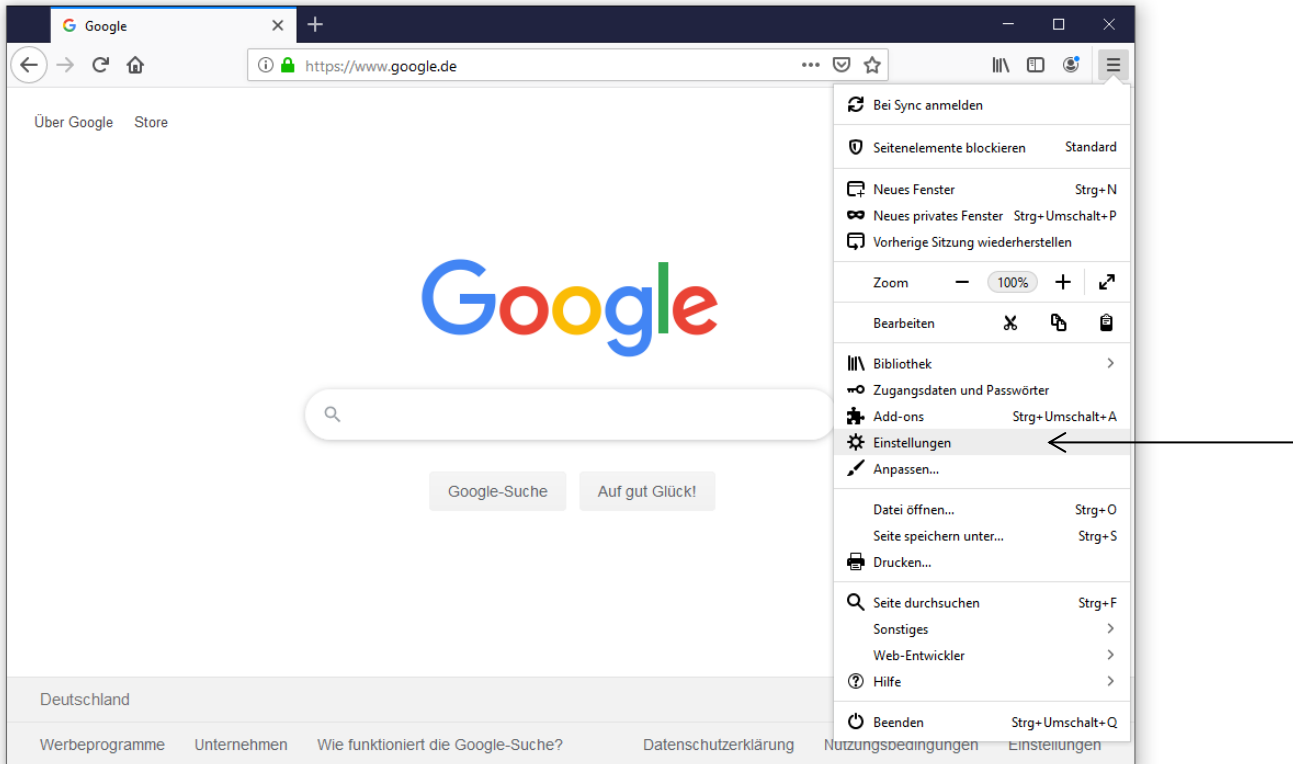 Google
https://www.google.de
Über Google Store
Google
Google-Suche Auf gut Glück!
Deutschland
Werbeprogramme Unternehmen Wie funktioniert die Google-Suche? Datenschutzerklärung Nutzungsbedingungen Einstellungen
Bei Sync anmelden
Seitenelemente blockieren Standard
Neues Fenster Strg+N
Neues privates Fenster Strg+Umschalt+P
Vorherige Sitzung wiederherstellen
Zoom 100%
Bearbeiten
Bibliothek
Zugangsdaten und Passwörter
Add-ons Strg+Umschalt+A
Einstellungen
Anpassen...
Datei öffnen... Strg+O
Seite speichern unter... Strg+S
Drucken...
Seite durchsuchen Strg+F
Sonstiges
Web-Entwickler
Hilfe
Beenden Strg+Umschalt+Q